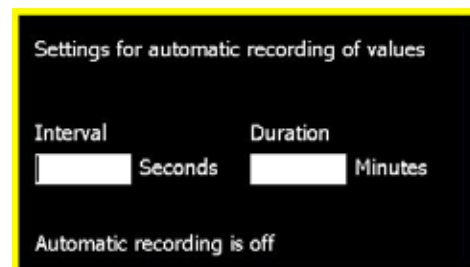 Settings for automatic recording of values
Interval Duration
Seconds Minutes
Automatic recording is off